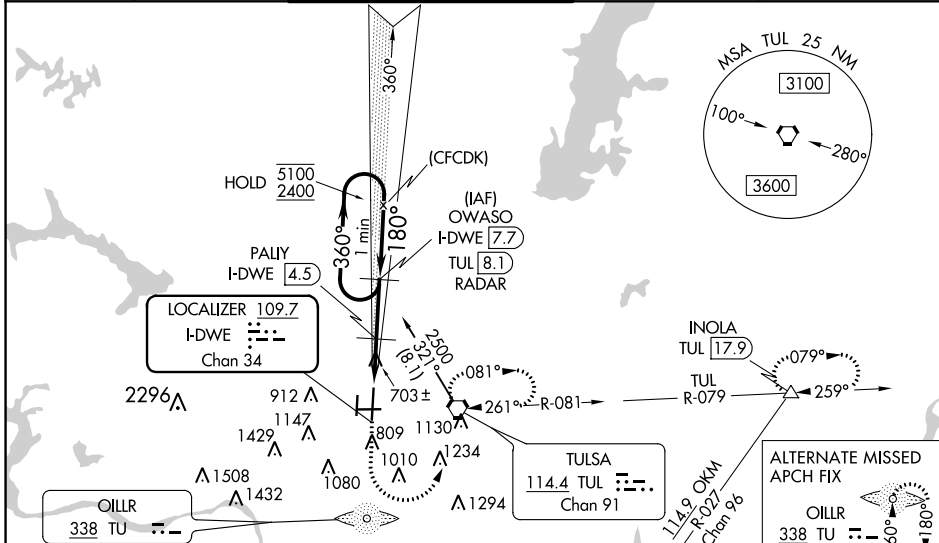 MSA TUL 25 NM
3100
100°
280°
3600
360°
(CFCDK)
HOLD 5100
2400
360°
1 min
180°
(IAF)
OWASO
I-DWE 7.7
TUL 8.1
RADAR
PALIY
I-DWE 4.5
LOCALIZER 109.7
I-DWE
Chan 34
2500
321°
(8.1)
081°
261°
R-081
TUL
R-079
INOLA
TUL 17.9
079°
259°
703±
2296
912
1147
1429
809
1130
1234
1010
1080
1508
1432
1294
TULSA
114.4 TUL
Chan 91
114.9 OKM
R-027
Chan 96
OILLR
338 TU
ALTERNATE MISSED
APCH FIX
OILLR
338 TU
180°